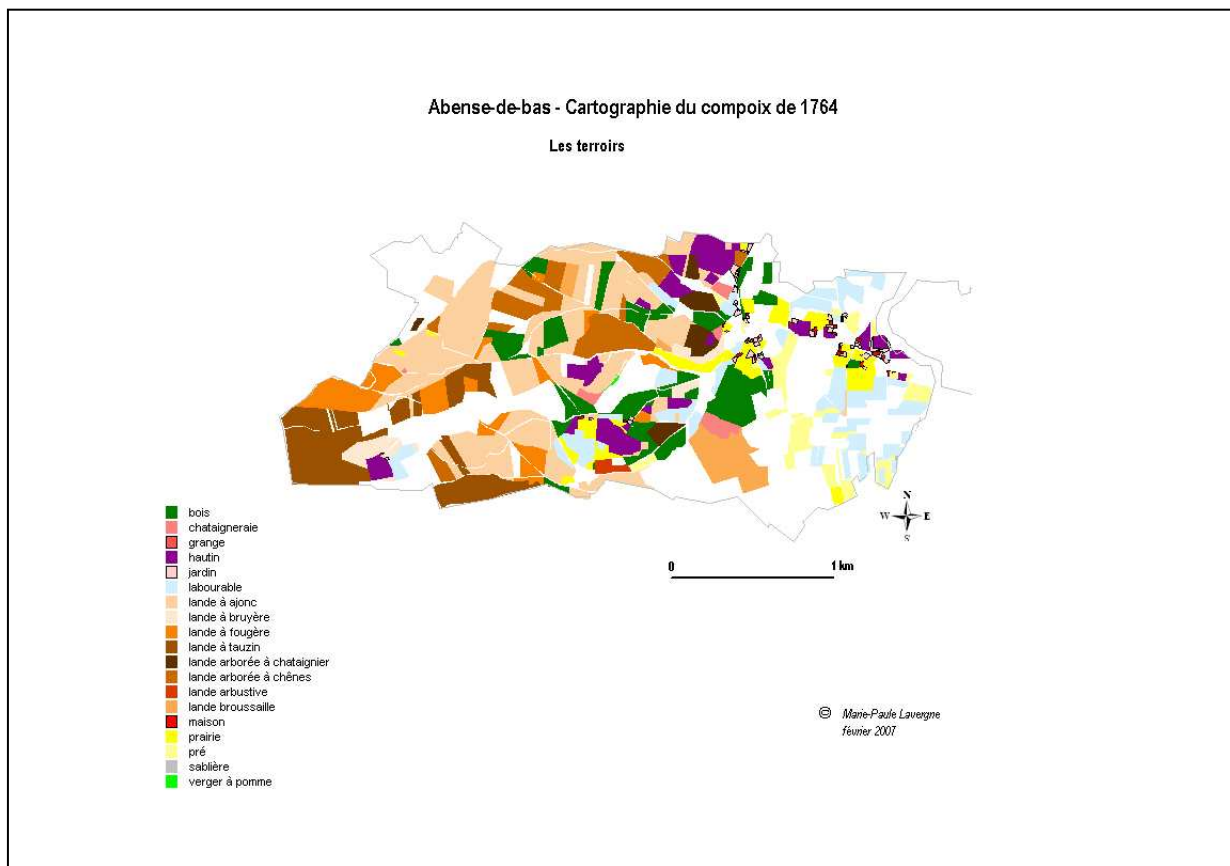 Abense-de-bas - Cartographie du compoix de 1764
Les terroirs
bois
chataigneraie
grange
hautin
jardin
labourable
lande à ajonc
lande à bruyère
lande à fougère
lande à tauzin
lande arborée à chataignier
lande arborée à chênes
lande arbustive
lande broussaille
maison
prairie
pré
sablière
verger à pomme
N
W E
S
0 1 km
© Marie-Paule Lavergne
février 2007